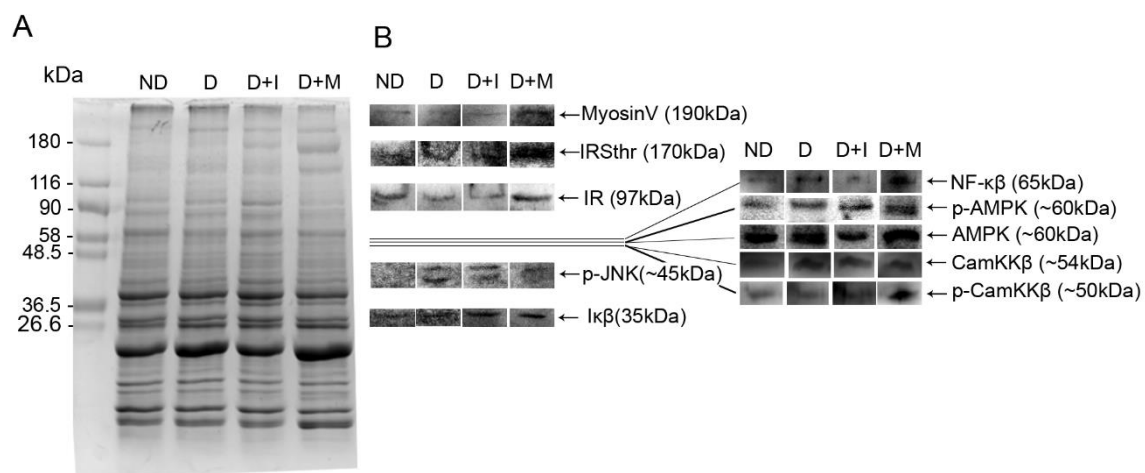 A
kDa
ND D D+I D+M
180
116
90
58
48.5
36.5
26.6
B
ND D D+I D+M
←MyosinV (190kDa)
←IRSthr (170kDa)
←IR (97kDa)
←p-JNK(~45kDa)
←Iκβ(35kDa)
ND D D+I D+M
←NF-κβ (65kDa)
←p-AMPK (~60kDa)
←AMPK (~60kDa)
←CamKKβ (~54kDa)
←p-CamKKβ (~50kDa)